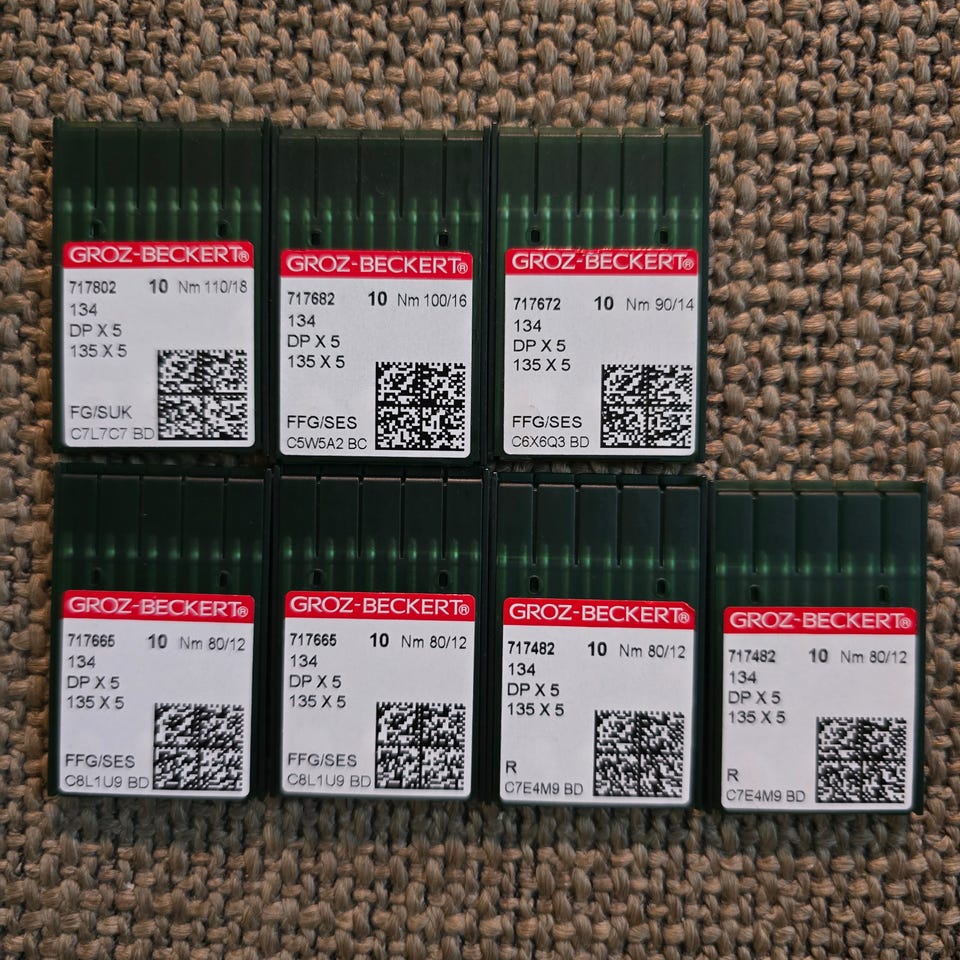 GROZ-BECKERT®
717802 10 Nm 110/18
134
DP X 5
135 X 5
FG/SUK
C7L7C7 BD
GROZ-BECKERT®
717682 10 Nm 100/16
134
DP X 5
135 X 5
FFG/SES
C5W5A2 BC
GROZ-BECKERT®
717672 10 Nm 90/14
134
DP X 5
135 X 5
FFG/SES
C6X6Q3 BD
GROZ-BECKERT®
717665 10 Nm 80/12
134
DP X 5
135 X 5
FFG/SES
C8L1U9 BD
GROZ-BECKERT®
717665 10 Nm 80/12
134
DP X 5
135 X 5
FFG/SES
C8L1U9 BD
GROZ-BECKERT®
717482 10 Nm 80/12
134
DP X 5
135 X 5
R
C7E4M9 BD
GROZ-BECKERT®
717482 10 Nm 80/12
134
DP X 5
135 X 5
R
C7E4M9 BD